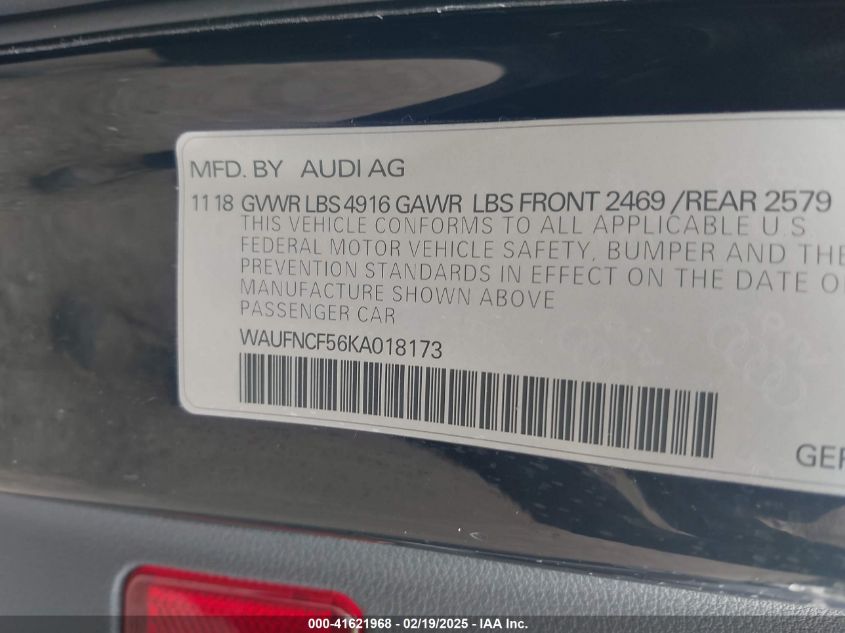 MFD. BY AUDI AG
11 18 GVWR LBS 4916 GAWR LBS FRONT 2469 /REAR 2579
THIS VEHICLE CONFORMS TO ALL APPLICABLE U.S
FEDERAL MOTOR VEHICLE SAFETY, BUMPER AND THE
PREVENTION STANDARDS IN EFFECT ON THE DATE O
MANUFACTURE SHOWN ABOVE
PASSENGER CAR
WAUFNCF56KA018173
GER
000-41621968 - 02/19/2025 - IAA Inc.